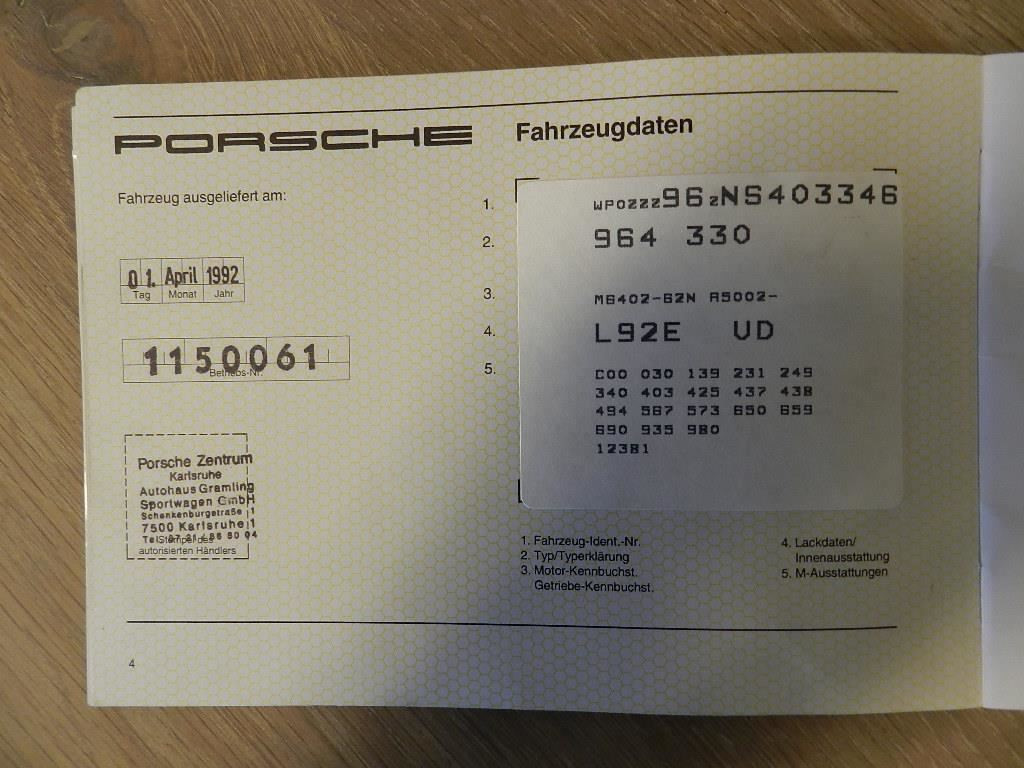 PORSCHE
Fahrzeugdaten
Fahrzeug ausgeliefert am:
01. April 1992
Tag Monat Jahr
1150061
Betriebs-Nr.
Porsche Zentrum
Karlsruhe
Autohaus Gramling
Sportwagen GmbH
Schenkenburgstraße 1
7500 Karlsruhe 1
Stempel des
autorisierten Händlers
1. WP0ZZZ96ZNS403346
2. 964 330
3. M6402-62N A5002-
4. L92E VD
5. C00 030 139 231 249
340 403 425 437 438
494 567 573 650 659
690 935 980
12381
1. Fahrzeug-Ident.-Nr.
2. Typ/Typerklärung
3. Motor-Kennbuchst.
Getriebe-Kennbuchst.
4. Lackdaten/
Innenausstattung
5. M-Ausstattungen
4